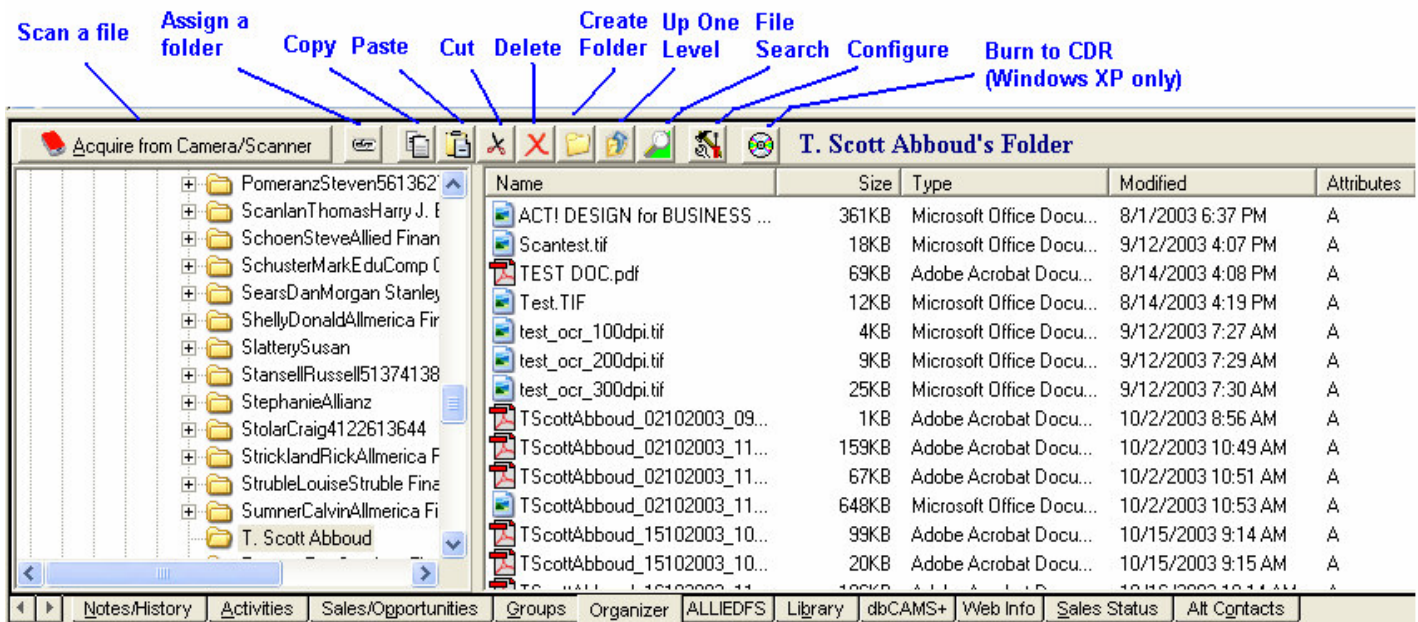 Scan a file
Assign a folder
Copy
Paste
Cut
Delete
Create Folder
Up One Level
File Search
Configure
Burn to CDR
(Windows XP only)
Acquire from Camera/Scanner
T. Scott Abboud's Folder
PomeranzSteven561362
ScanlanThomasHarry J. E
SchoenSteveAllied Finan
SchusterMarkEduComp C
SearsDanMorgan Stanley
ShellyDonaldAllmerica Fir
SlatterySusan
StansellRussell51374138
StephanieAllianz
StolarCraig4122613644
StricklandRickAllmerica F
StrubleLouiseStruble Fina
SumnerCalvinAllmerica Fi
T. Scott Abboud
Name Size Type Modified Attributes
ACT! DESIGN for BUSINESS ... 361KB Microsoft Office Docu... 8/1/2003 6:37 PM A
Scantest.tif 18KB Microsoft Office Docu... 9/12/2003 4:07 PM A
TEST DOC.pdf 69KB Adobe Acrobat Docu... 8/14/2003 4:08 PM A
Test.TIF 12KB Microsoft Office Docu... 8/14/2003 4:19 PM A
test_ocr_100dpi.tif 4KB Microsoft Office Docu... 9/12/2003 7:27 AM A
test_ocr_200dpi.tif 9KB Microsoft Office Docu... 9/12/2003 7:29 AM A
test_ocr_300dpi.tif 25KB Microsoft Office Docu... 9/12/2003 7:30 AM A
TScottAbboud_02102003_09... 1KB Adobe Acrobat Docu... 10/2/2003 8:56 AM A
TScottAbboud_02102003_11... 159KB Adobe Acrobat Docu... 10/2/2003 10:49 AM A
TScottAbboud_02102003_11... 67KB Adobe Acrobat Docu... 10/2/2003 10:51 AM A
TScottAbboud_02102003_11... 648KB Microsoft Office Docu... 10/2/2003 10:53 AM A
TScottAbboud_15102003_10... 99KB Adobe Acrobat Docu... 10/15/2003 9:14 AM A
TScottAbboud_15102003_10... 20KB Adobe Acrobat Docu... 10/15/2003 9:15 AM A
Notes/History Activities Sales/Opportunities Groups Organizer ALLIEDFS Library dbCAMS+ Web Info Sales Status Alt Contacts